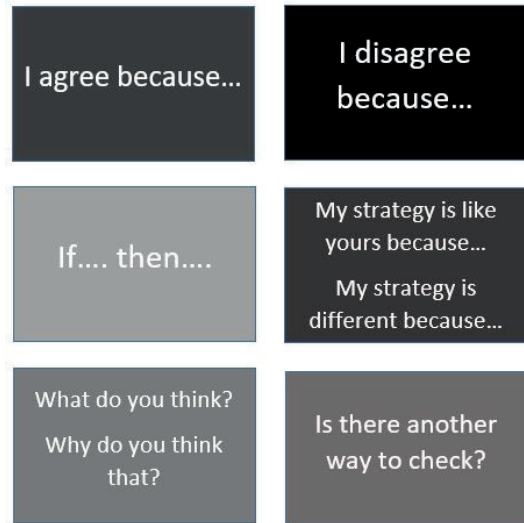 I agree because…
I disagree
because…
If…. then….
My strategy is like
yours because…
My strategy is
different because…
What do you think?
Why do you think
that?
Is there another
way to check?